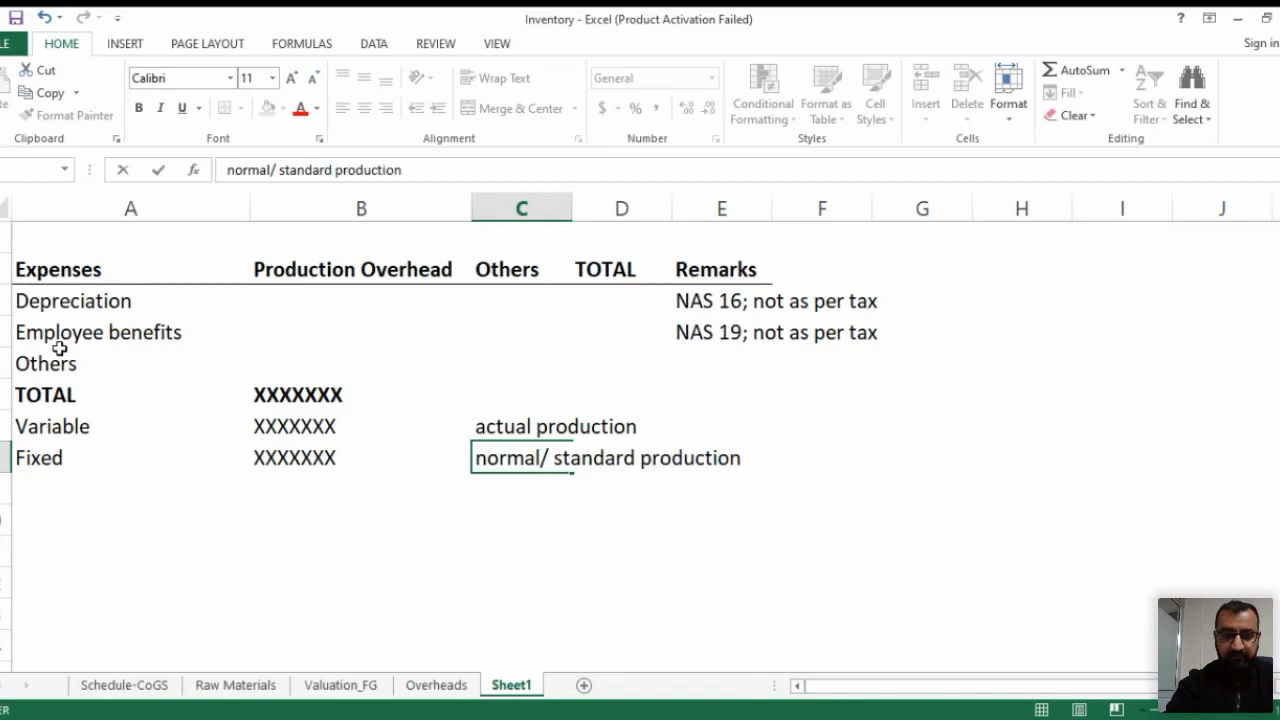 Inventory - Excel (Product Activation Failed)
?
LE HOME INSERT PAGE LAYOUT FORMULAS DATA REVIEW VIEW Sign in
Cut
Copy
Format Painter
Clipboard
Calibri 11
B I U
Font
Wrap Text
Merge & Center
Alignment
General
$ % ,
Number
Conditional Formatting
Format as Table
Cell Styles
Styles
Insert
Delete
Format
Cells
AutoSum
Fill
Clear
Sort & Filter
Find & Select
Editing
fx normal/ standard production
A B C D E F G H I J
Expenses Production Overhead Others TOTAL Remarks
Depreciation NAS 16; not as per tax
Employee benefits NAS 19; not as per tax
Others
TOTAL XXXXXXX
Variable XXXXXXX actual production
Fixed XXXXXXX normal/ standard production
Schedule-CoGS Raw Materials Valuation_FG Overheads Sheet1